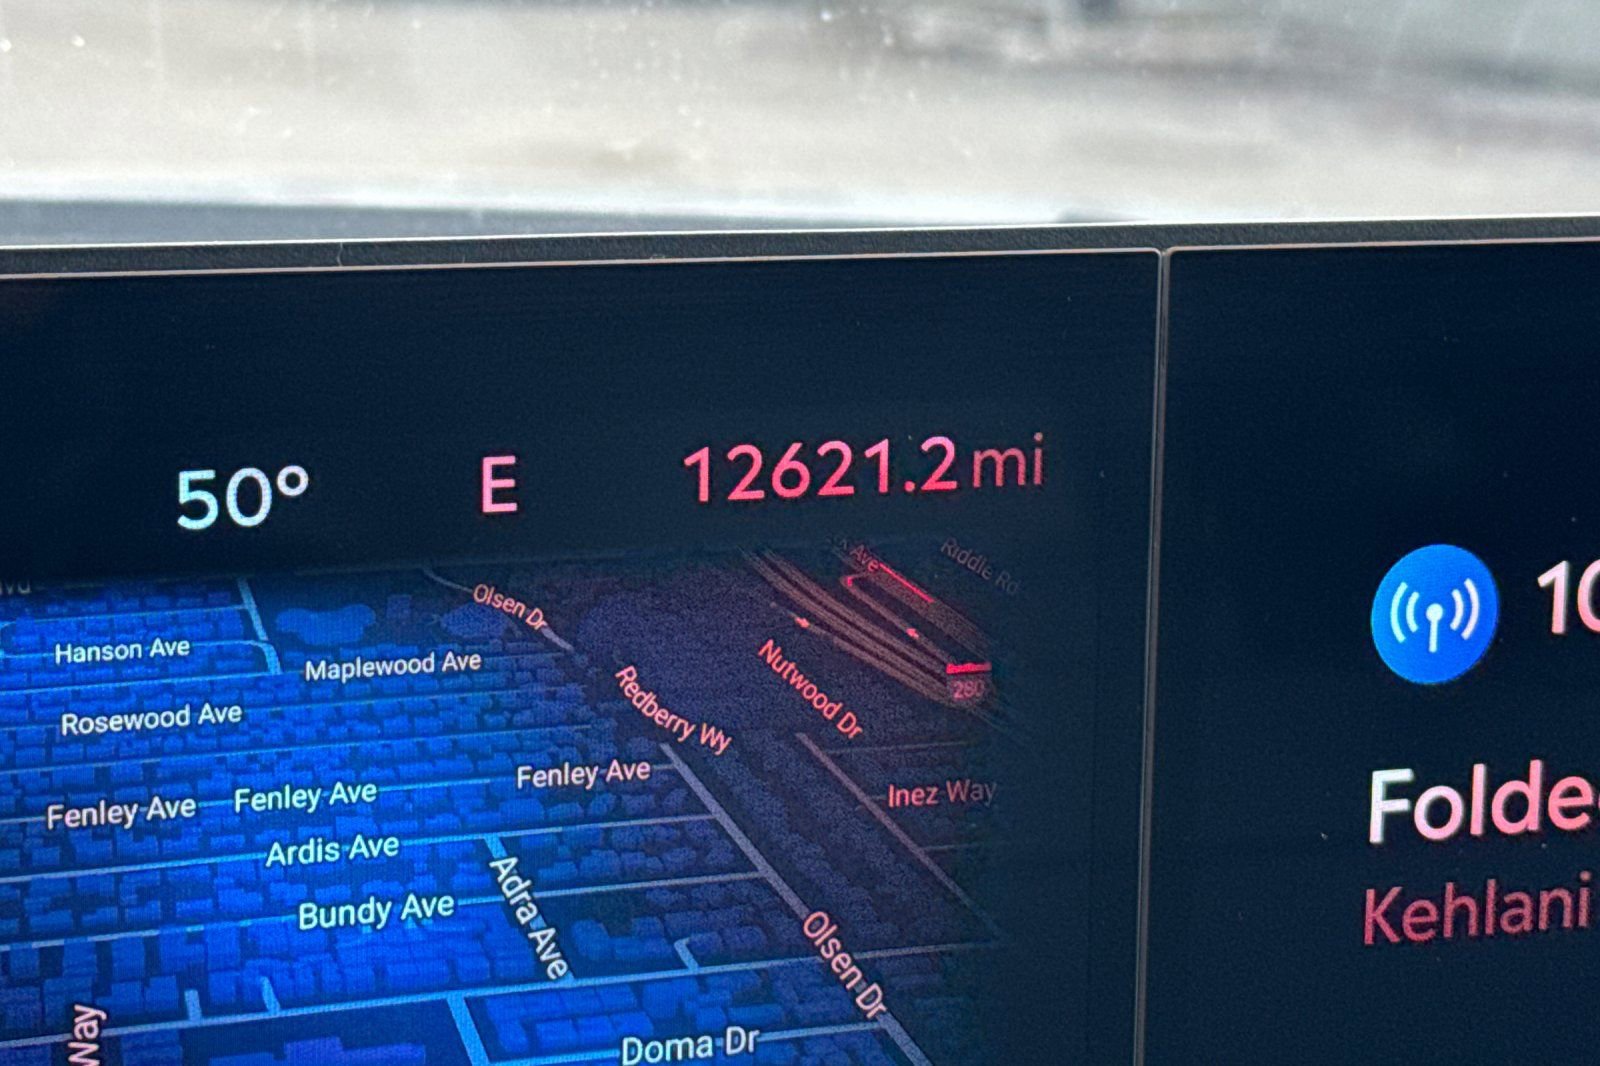 50° E 12621.2 mi
Riddle Rd
Ave
Olsen Dr
Hanson Ave
Maplewood Ave
Nutwood Dr
280
Redberry Wy
Rosewood Ave
Fenley Ave
Inez Way
Fenley Ave
Fenley Ave
Ardis Ave
Adra Ave
Bundy Ave
Olsen Dr
Way
Doma Dr
10
Kehlani